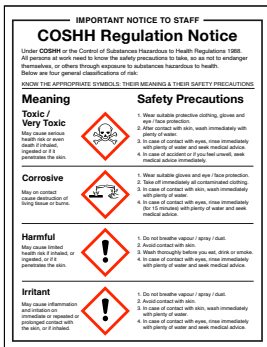 IMPORTANT NOTICE TO STAFF
COSHH Regulation Notice
Under COSHH or the Control of Substances Hazardous to Health Regulations 1988.
All persons at work need to know the safety precautions to take, so as not to endanger
themselves, or others through exposure to substances hazardous to health.
Below are four general classifications of risk:
KNOW THE APPROPRIATE SYMBOLS: THEIR MEANING & THEIR SAFETY PRECAUTIONS
Meaning
Safety Precautions
Toxic /
Very Toxic
May cause serious
health risk or even
death if inhaled,
ingested or if it
penetrates the skin.
1. Wear suitable protective clothing, gloves and
eye / face protection.
2. After contact with skin, wash immediately with
plenty of water.
3. In case of contact with eyes, rinse immediately
with plenty of water and seek medical advice.
4. In case of accident or if you feel unwell, seek
medical advice immediately.
Corrosive
May on contact
cause destruction of
living tissue or burns.
1. Wear suitable gloves and eye / face protection.
2. Take off immediately all contaminated clothing.
3. In case of contact with skin, wash immediately
with plenty of water.
4. In case of contact with eyes, rinse immediately
(for 15 minutes) with plenty of water and seek
medical advice.
Harmful
May cause limited
health risk if inhaled, or
ingested, or if it
penetrates the skin.
1. Do not breathe vapour / spray / dust.
2. Avoid contact with skin.
3. Wash thoroughly before you eat, drink or smoke.
4. In case of contact with eyes, rinse immediately
with plenty of water and seek medical advice.
Irritant
May cause inflammation
and irritation on
immediate or repeated or
prolonged contact with
the skin, or if inhaled.
1. Do not breathe vapour / spray / dust.
2. Avoid contact with skin.
3. In case of contact with skin, wash immediately
with plenty of water.
4. In case of contact with eyes, rinse immediately
with plenty of water and seek medical advice.